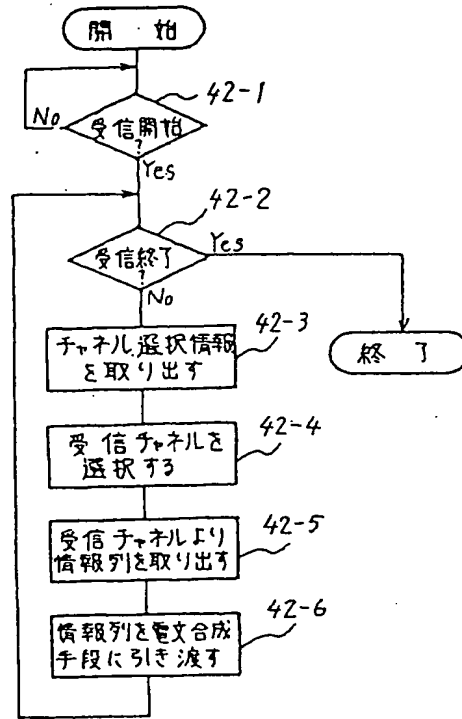 開始
42-1
No
受信開始
?
Yes
42-2
受信終了
?
Yes
No
42-3
チャネル選択情報
を取り出す
終了
42-4
受信チャネルを
選択する
42-5
受信チャネルより
情報列を取り出す
42-6
情報列を電文合成
手段に引き渡す